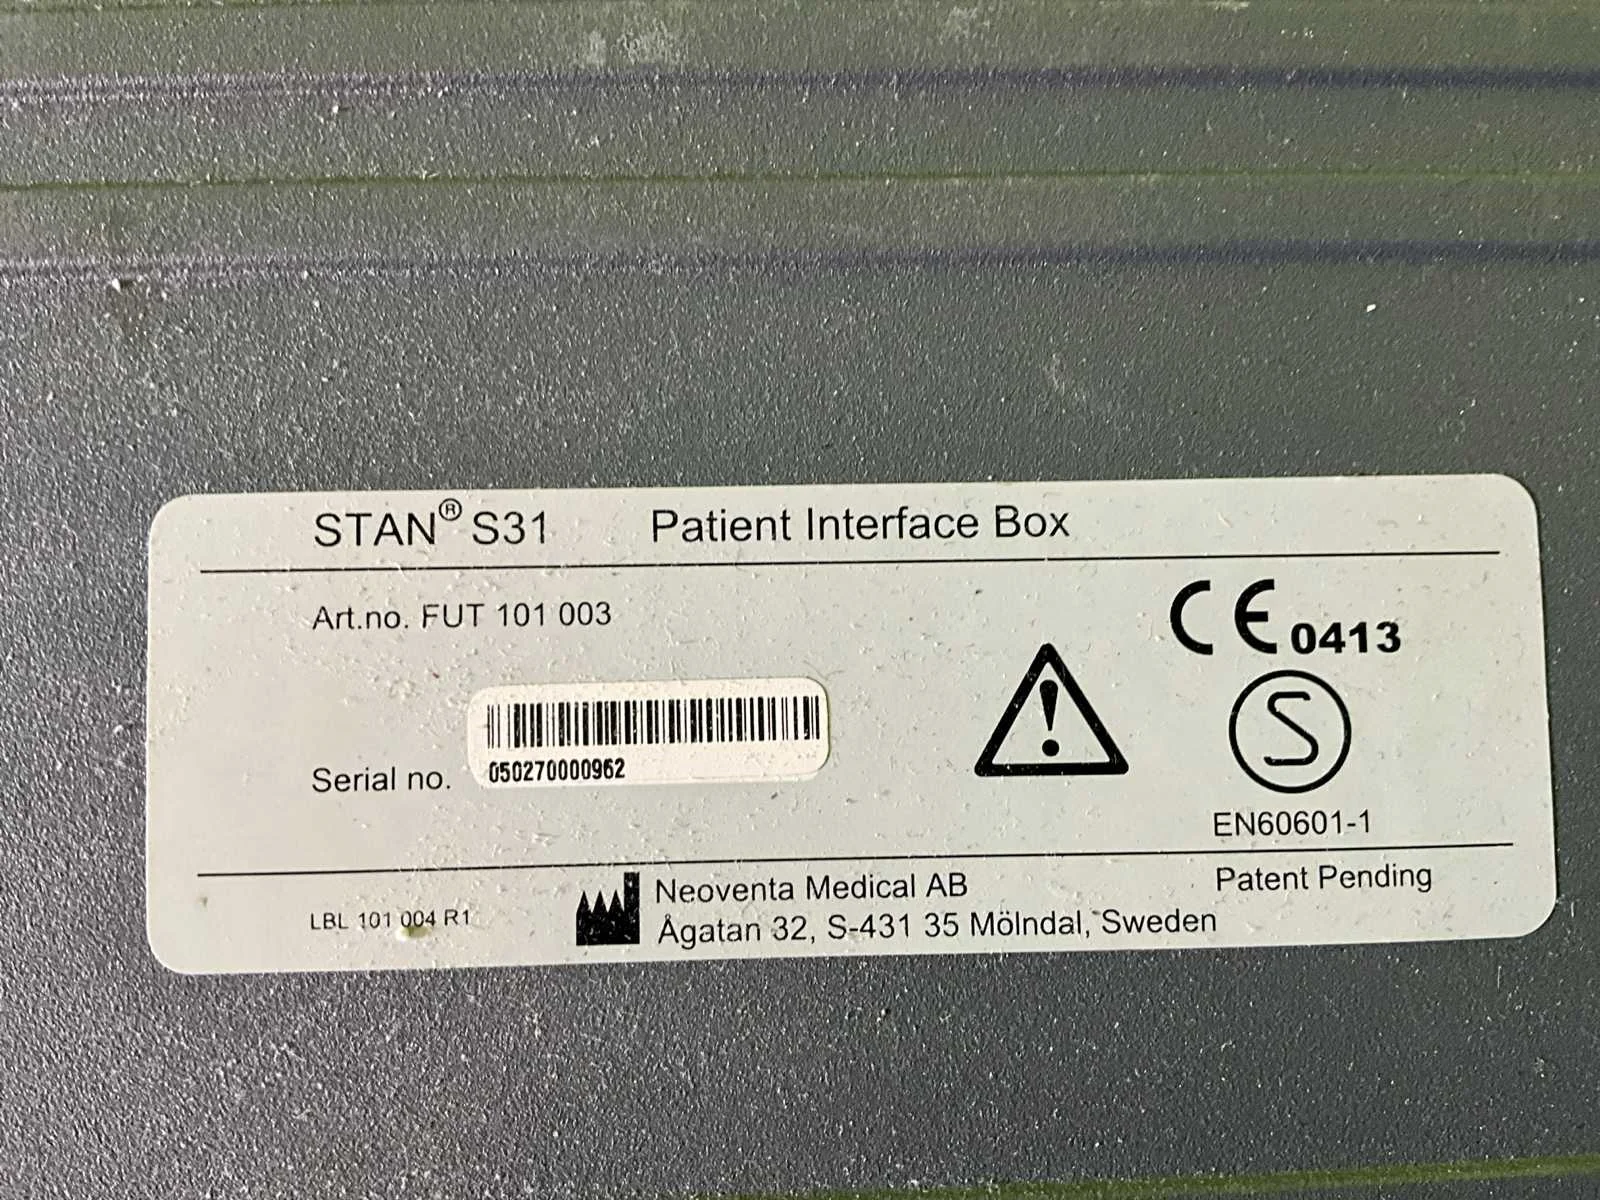 STAN® S31 Patient Interface Box
Art.no. FUT 101 003
CE 0413
Serial no. 050270000962
S
EN60601-1
LBL 101 004 R1
Neoventa Medical AB
Ågatan 32, S-431 35 Mölndal, Sweden
Patent Pending